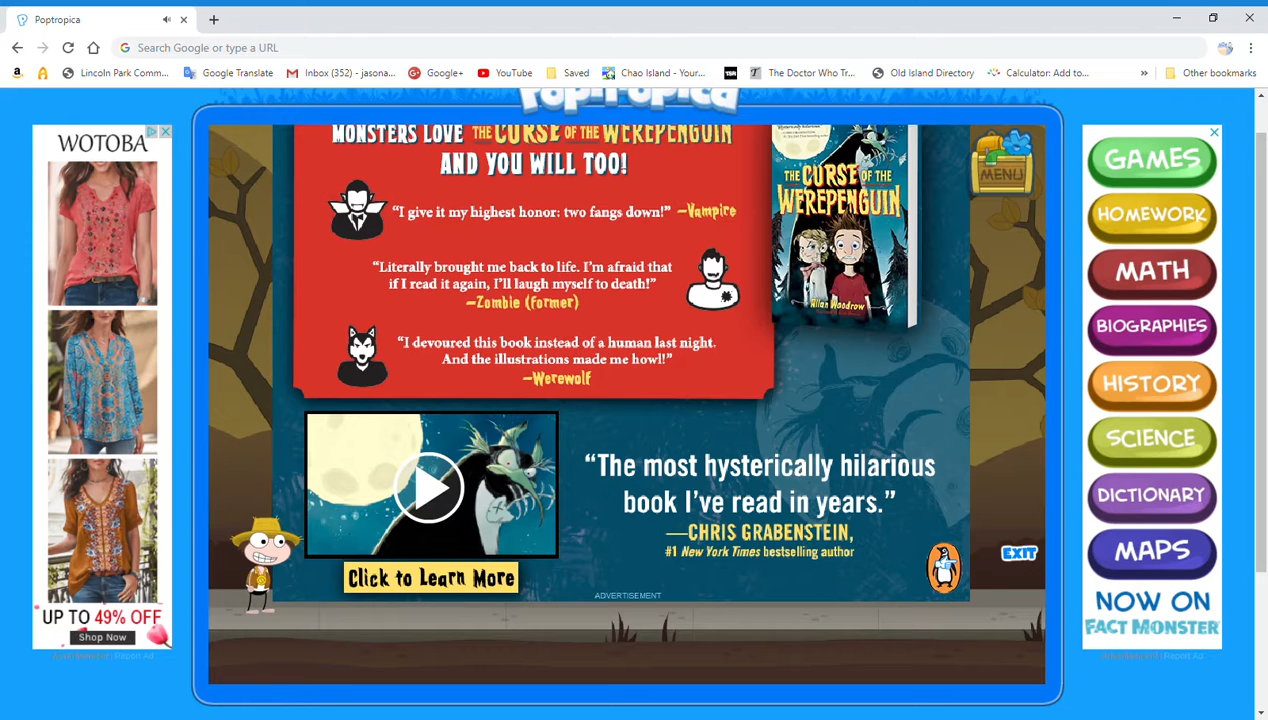 Poptropica
Search Google or type a URL
Lincoln Park Comm...
Google Translate
Inbox (352) - jasona...
Google+
YouTube
Saved
Chao Island - Your...
The Doctor Who Tr...
Old Island Directory
Calculator: Add to...
»
Other bookmarks
PopTropica
WOTOBA
UP TO 49% OFF
Shop Now
MONSTERS LOVE THE CURSE OF THE WEREPENGUIN
AND YOU WILL TOO!
“I give it my highest honor: two fangs down!” –Vampire
“Literally brought me back to life. I’m afraid that
if I read it again, I’ll laugh myself to death!”
–Zombie (former)
“I devoured this book instead of a human last night.
And the illustrations made me howl!”
–Werewolf
THE CURSE
OF THE
WEREPENGUIN
Allan Woodrow
MENU
Click to Learn More
“The most hysterically hilarious
book I’ve read in years.”
—CHRIS GRABENSTEIN,
#1 New York Times bestselling author
EXIT
ADVERTISEMENT
GAMES
HOMEWORK
MATH
BIOGRAPHIES
HISTORY
SCIENCE
DICTIONARY
MAPS
NOW ON
FACT MONSTER
Advertisement | Report Ad
Advertisement | Report Ad